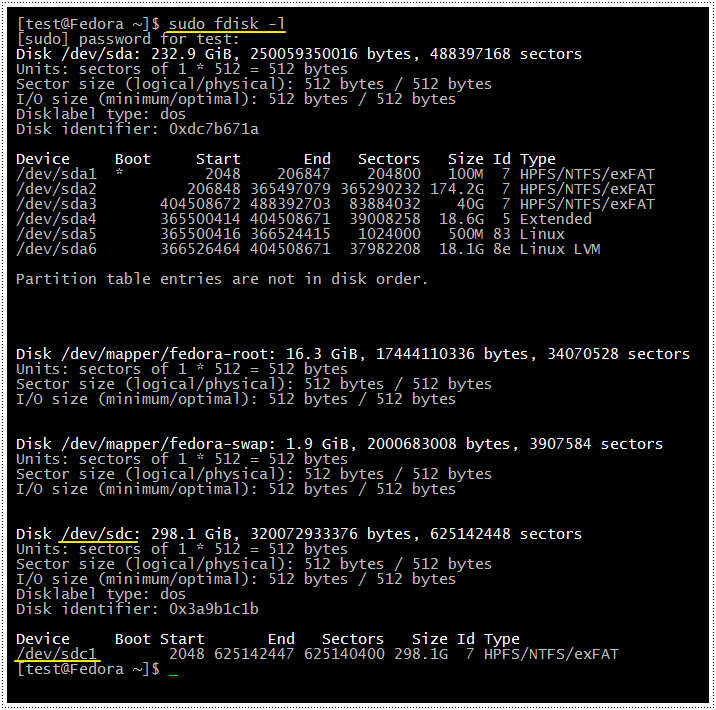 [test@Fedora ~]$ sudo fdisk -l
[sudo] password for test:
Disk /dev/sda: 232.9 GiB, 250059350016 bytes, 488397168 sectors
Units: sectors of 1 * 512 = 512 bytes
Sector size (logical/physical): 512 bytes / 512 bytes
I/O size (minimum/optimal): 512 bytes / 512 bytes
Disklabel type: dos
Disk identifier: 0xdc7b671a
Device     Boot     Start       End   Sectors   Size Id Type
/dev/sda1  *         2048    206847    204800   100M  7 HPFS/NTFS/exFAT
/dev/sda2          206848 365497079 365290232 174.2G  7 HPFS/NTFS/exFAT
/dev/sda3       404508672 488392703  83884032    40G  7 HPFS/NTFS/exFAT
/dev/sda4       365500414 404508671  39008258  18.6G  5 Extended
/dev/sda5       365500416 366524415   1024000   500M 83 Linux
/dev/sda6       366526464 404508671  37982208  18.1G 8e Linux LVM
Partition table entries are not in disk order.
Disk /dev/mapper/fedora-root: 16.3 GiB, 17444110336 bytes, 34070528 sectors
Units: sectors of 1 * 512 = 512 bytes
Sector size (logical/physical): 512 bytes / 512 bytes
I/O size (minimum/optimal): 512 bytes / 512 bytes
Disk /dev/mapper/fedora-swap: 1.9 GiB, 2000683008 bytes, 3907584 sectors
Units: sectors of 1 * 512 = 512 bytes
Sector size (logical/physical): 512 bytes / 512 bytes
I/O size (minimum/optimal): 512 bytes / 512 bytes
Disk /dev/sdc: 298.1 GiB, 320072933376 bytes, 625142448 sectors
Units: sectors of 1 * 512 = 512 bytes
Sector size (logical/physical): 512 bytes / 512 bytes
I/O size (minimum/optimal): 512 bytes / 512 bytes
Disklabel type: dos
Disk identifier: 0x3a9b1c1b
Device     Boot Start       End   Sectors   Size Id Type
/dev/sdc1        2048 625142447 625140400 298.1G  7 HPFS/NTFS/exFAT
[test@Fedora ~]$ _